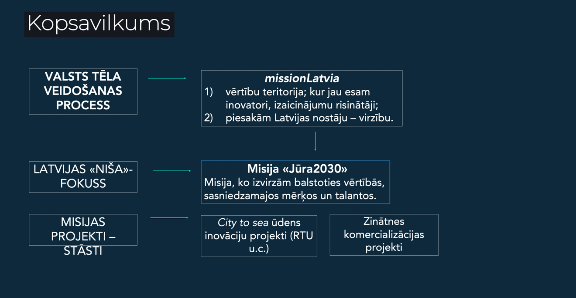 Kopsavilkums
VALSTS TĒLA
VEIDOŠANAS
PROCESS
missionLatvia
1) vērtību teritorija; kur jau esam
inovatori, izaicinājumu risinātāji;
2) piesakām Latvijas nostāju – virzību.
LATVIJAS «NIŠA»-
FOKUSS
Misija «Jūra2030»
Misija, ko izvirzām balstoties vērtībās,
sasniedzamajos mērķos un talantos.
MISIJAS
PROJEKTI –
STĀSTI
City to sea ūdens
inovāciju projekti (RTU
u.c.)
Zinātnes
komercializācijas
projekti